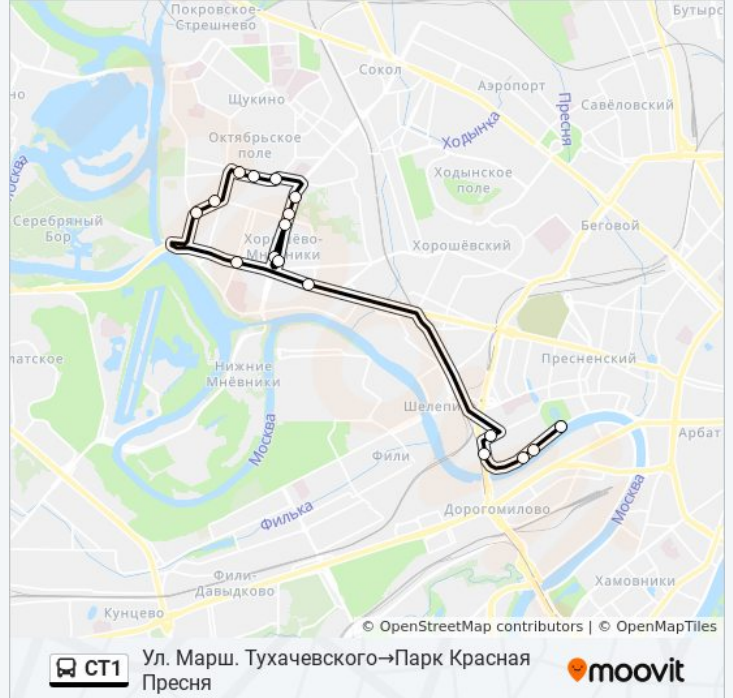 Покровское-
Стрешнево
Бутырс
Сокол
Аэропорт
Савёловский
Щукино
но
Пресня
Октябрьское
поле
Ходынка
Ходынское
поле
Москва
Серебряный
Бор
Беговой
Хорошёво-
Мнёвники
Хорошёвский
латское
Нижние
Мнёвники
Пресненский
Шелепи
Москва
Арбат
Фили
Филька
Дорогомилово
Москва
Фили-
Давыдково
Хамовники
Кунцево
© OpenStreetMap contributors | © OpenMapTiles
СТ1
Ул. Марш. Тухачевского→Парк Красная
Пресня
moovit